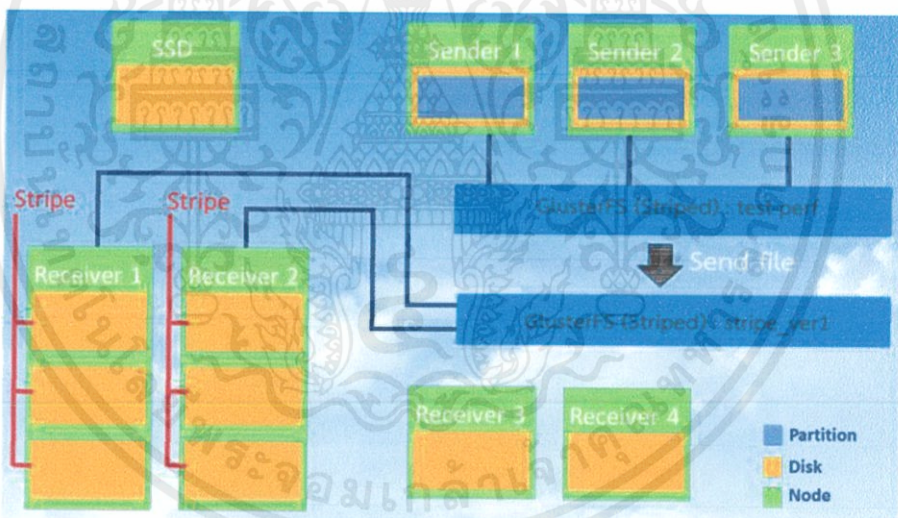 SSD
Sender 1
Sender 2
Sender 3
Stripe
Stripe
GlusterFS (Striped) : test-perf
Send file
Receiver 1
Receiver 2
GlusterFS (Striped) : stripe_ver1
Receiver 3
Receiver 4
Partition
Disk
Node